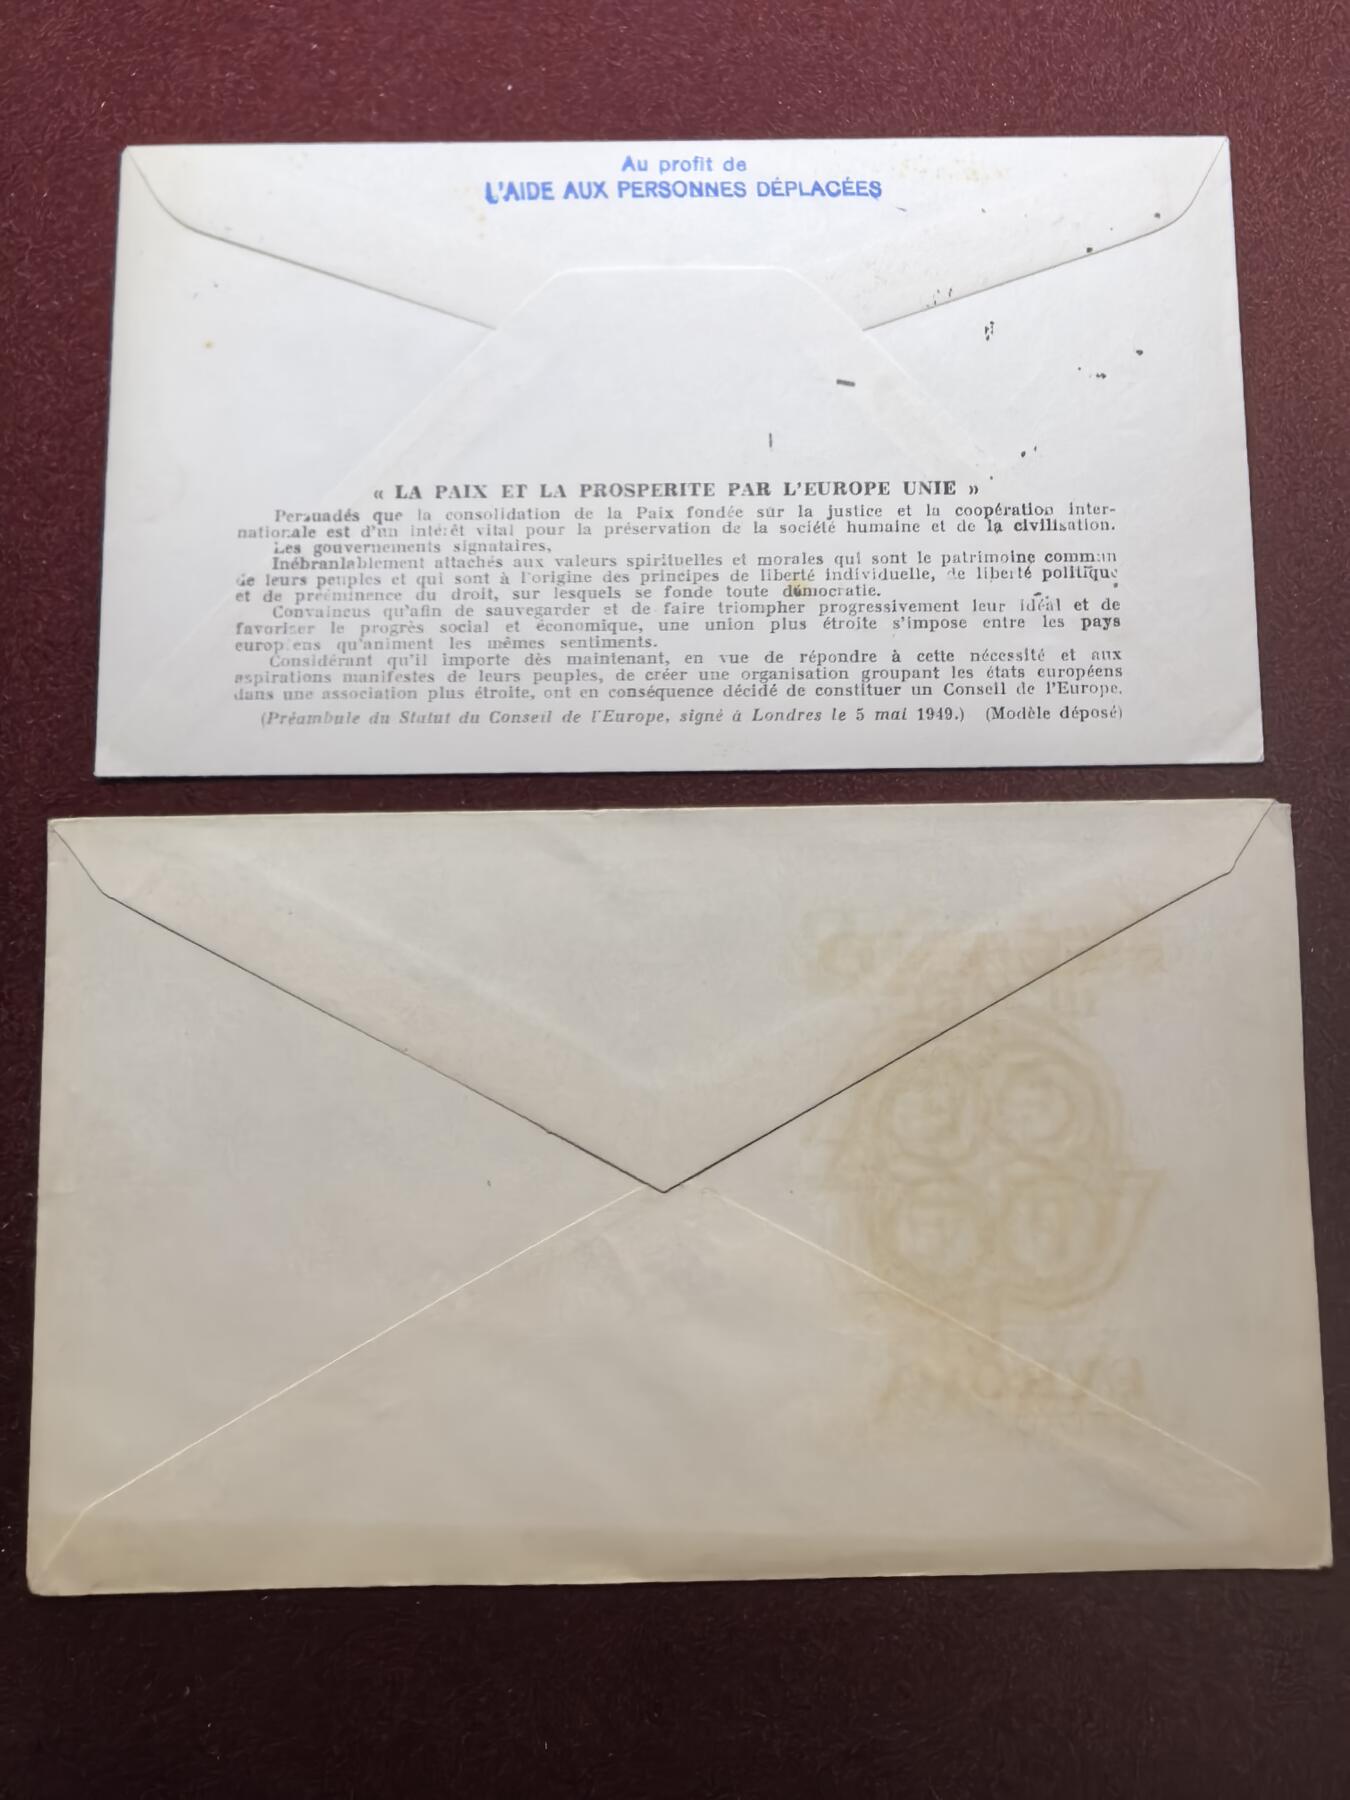 Au profit de
L'AIDE AUX PERSONNES DÉPLACÉES
« LA PAIX ET LA PROSPERITE PAR L'EUROPE UNIE »
Persuadés que la consolidation de la Paix fondée sur la justice et la coopération inter-
nationale est d'un intérêt vital pour la préservation de la société humaine et de la civilisation.
Les gouvernements signataires,
Inébranlablement attachés aux valeurs spirituelles et morales qui sont le patrimoine commun
de leurs peuples et qui sont à l'origine des principes de liberté individuelle, de liberté politique
et de prééminence du droit, sur lesquels se fonde toute démocratie.
Convaincus qu'afin de sauvegarder et de faire triompher progressivement leur idéal et de
favoriser le progrès social et économique, une union plus étroite s'impose entre les pays
européens qu'animent les mêmes sentiments.
Considérant qu'il importe dès maintenant, en vue de répondre à cette nécessité et aux
aspirations manifestes de leurs peuples, de créer une organisation groupant les états européens
dans une association plus étroite, ont en conséquence décidé de constituer un Conseil de l'Europe.
(Préambule du Statut du Conseil de l'Europe, signé à Londres le 5 mai 1949.) (Modèle déposé)